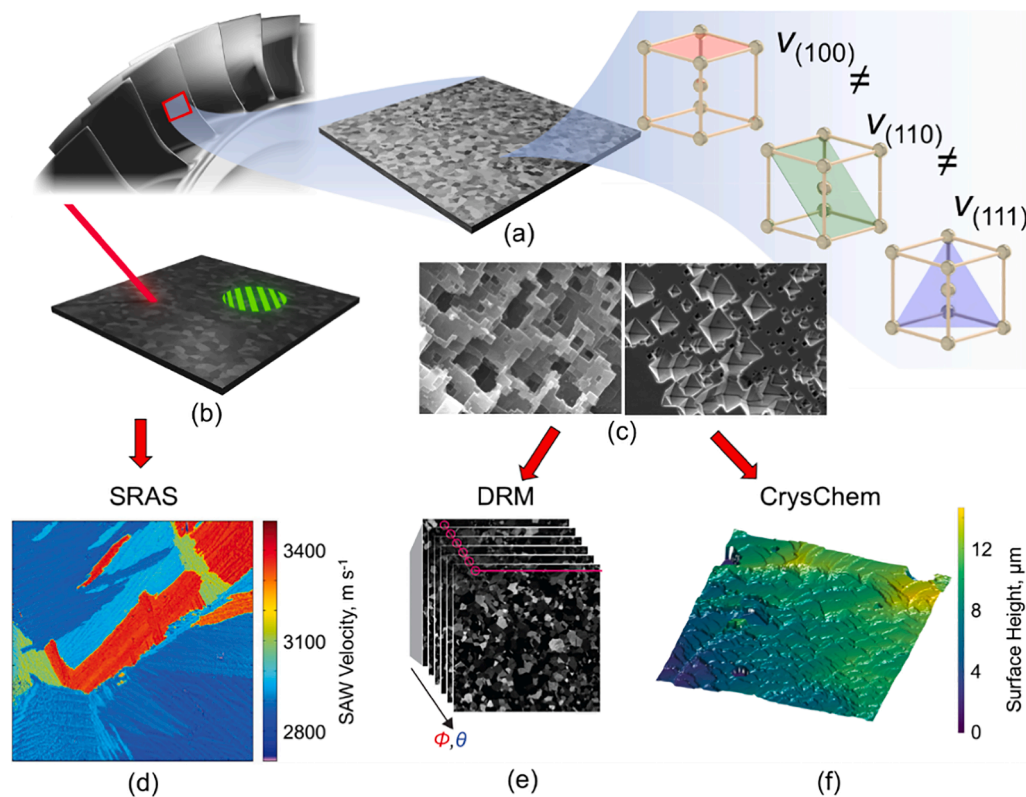 V(100)
≠
V(110)
≠
V(111)
(a)
(b)
(c)
SRAS
DRM
CrysChem
3400
3100
2800
SAW Velocity, m s⁻¹
Φ,θ
12
8
4
0
Surface Height, μm
(d)
(e)
(f)